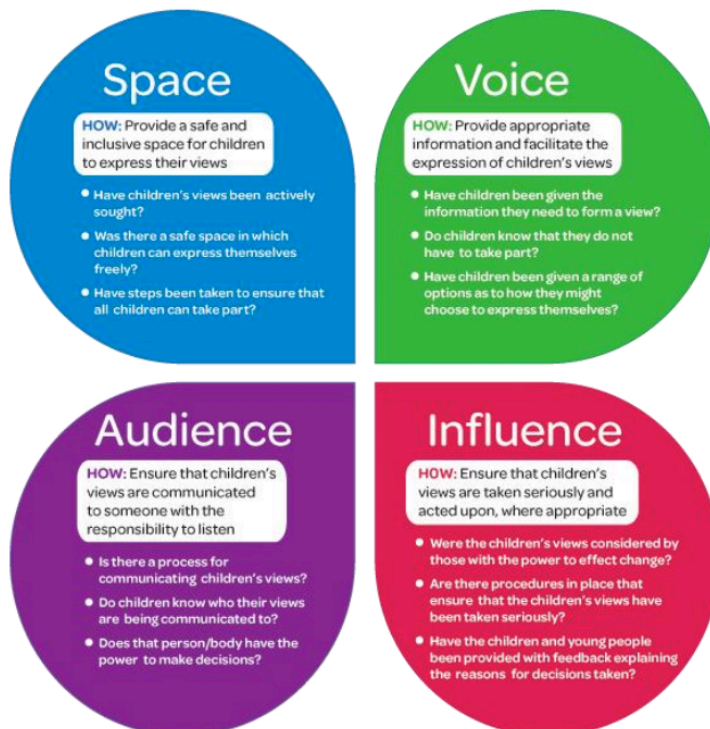 Space
HOW: Provide a safe and
inclusive space for children
to express their views
• Have children's views been actively
sought?
• Was there a safe space in which
children can express themselves
freely?
• Have steps been taken to ensure that
all children can take part?
Voice
HOW: Provide appropriate
information and facilitate the
expression of children's views
• Have children been given the
information they need to form a view?
• Do children know that they do not
have to take part?
• Have children been given a range of
options as to how they might
choose to express themselves?
Audience
HOW: Ensure that children's
views are communicated
to someone with the
responsibility to listen
• Is there a process for
communicating children's views?
• Do children know who their views
are being communicated to?
• Does that person/body have the
power to make decisions?
Influence
HOW: Ensure that children's
views are taken seriously and
acted upon, where appropriate
• Were the children's views considered by
those with the power to effect change?
• Are there procedures in place that
ensure that the children's views have
been taken seriously?
• Have the children and young people
been provided with feedback explaining
the reasons for decisions taken?